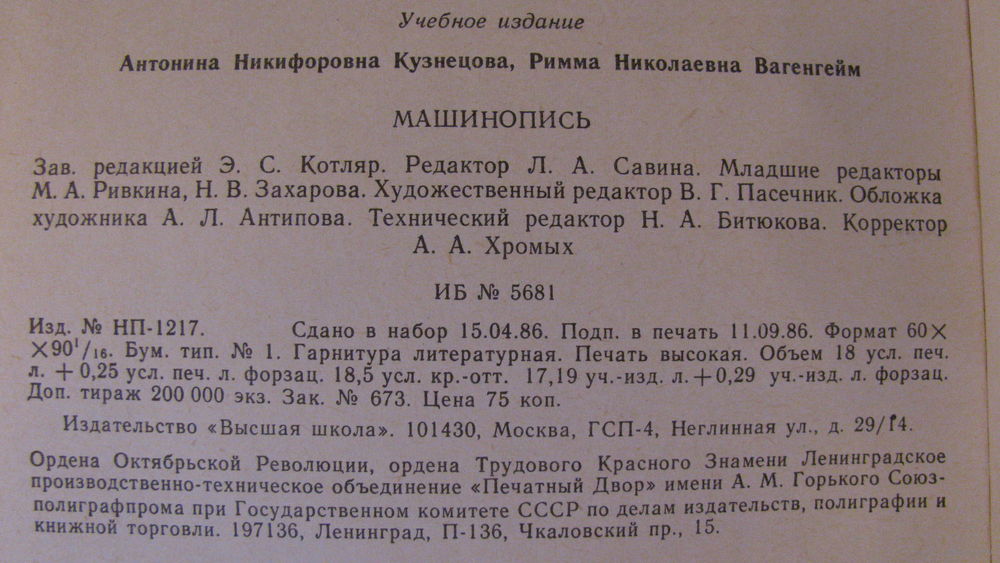 Учебное издание
Антонина Никифоровна Кузнецова, Римма Николаевна Вагенгейм
МАШИНОПИСЬ
Зав. редакцией Э. С. Котляр. Редактор Л. А. Савина. Младшие редакторы
М. А. Ривкина, Н. В. Захарова. Художественный редактор В. Г. Пасечник. Обложка
художника А. Л. Антипова. Технический редактор Н. А. Битюкова. Корректор
А. А. Хромых
ИБ № 5681
Изд. № НП-1217. Сдано в набор 15.04.86. Подп. в печать 11.09.86. Формат 60×
×90¹/₁₆. Бум. тип. № 1. Гарнитура литературная. Печать высокая. Объем 18 усл. печ.
л. + 0,25 усл. печ. л. форзац. 18,5 усл. кр.-отт. 17,19 уч.-изд. л. + 0,29 уч.-изд. л. форзац.
Доп. тираж 200 000 экз. Зак. № 673. Цена 75 коп.
Издательство «Высшая школа». 101430, Москва, ГСП-4, Неглинная ул., д. 29/14.
Ордена Октябрьской Революции, ордена Трудового Красного Знамени Ленинградское
производственно-техническое объединение «Печатный Двор» имени А. М. Горького Союз-
полиграфпрома при Государственном комитете СССР по делам издательств, полиграфии и
книжной торговли. 197136, Ленинград, П-136, Чкаловский пр., 15.